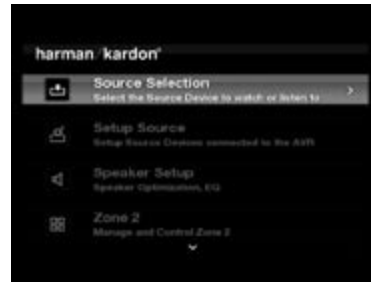 harman/kardon®
Source Selection
Select the Source Device to watch or listen to
Setup Source
Setup Source Devices connected to the AVR
Speaker Setup
Speaker Optimization, EQ
Zone 2
Manage and Control Zone 2